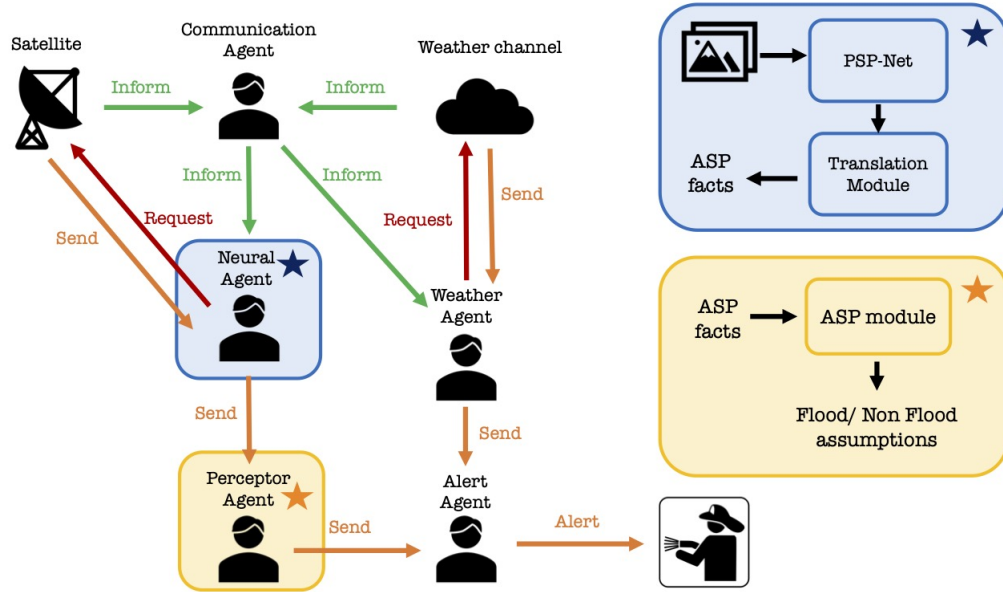 Satellite
Communication
Agent
Weather channel
Inform
Inform
Inform
Inform
Request
Send
Request
Send
Neural
Agent
Weather
Agent
Send
Send
Perceptor
Agent
Alert
Agent
Send
Alert
PSP-Net
Translation
Module
ASP
facts
ASP
facts
ASP module
Flood/ Non Flood
assumptions